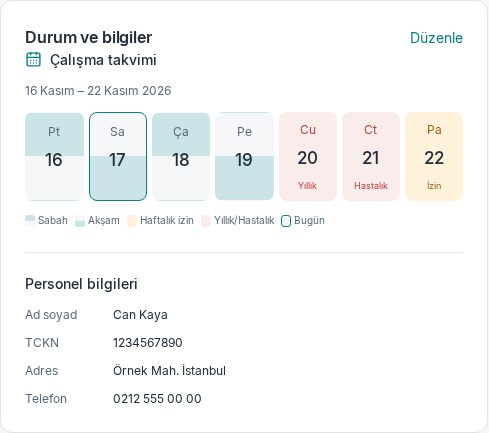 Durum ve bilgiler
Düzenle
Çalışma takvimi
16 Kasım – 22 Kasım 2026
Pt Sa Ça Pe Cu Ct Pa
16 17 18 19 20 21 22
Yıllık Hastalık İzin
Sabah Akşam Haftalık izin Yıllık/Hastalık Bugün
Personel bilgileri
Ad soyad Can Kaya
TCKN 1234567890
Adres Örnek Mah. İstanbul
Telefon 0212 555 00 00